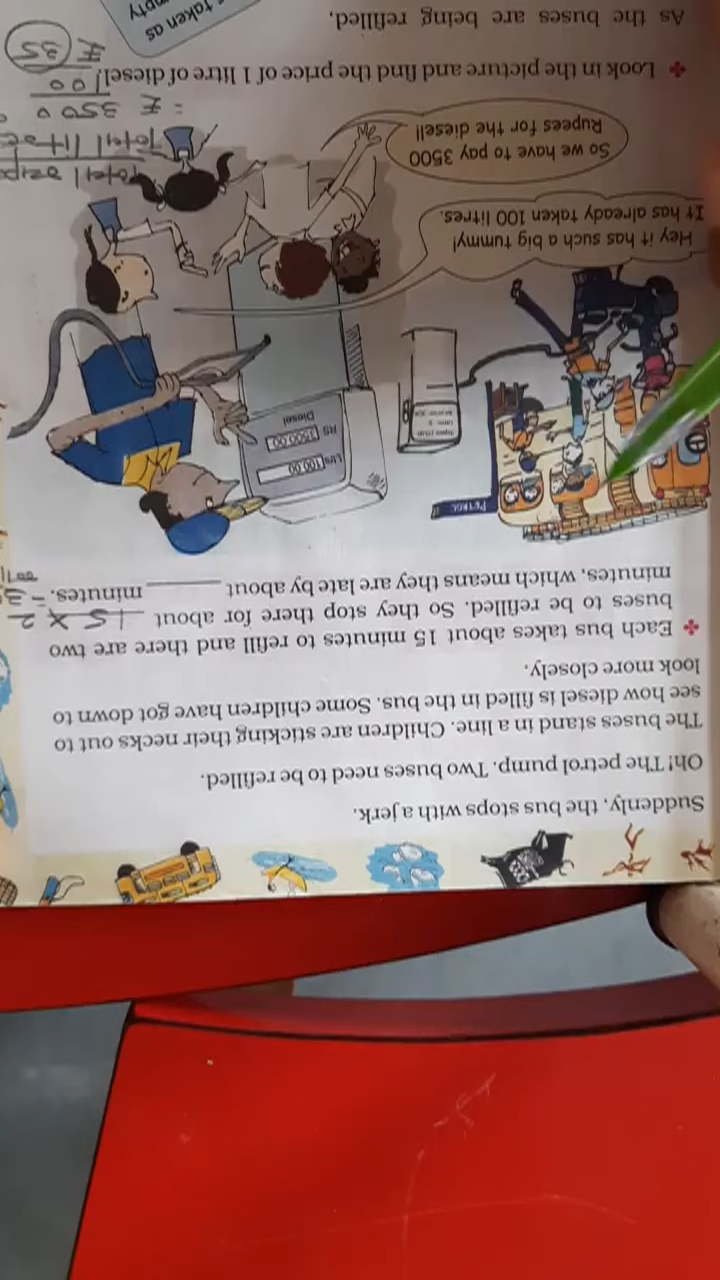 Suddenly, the bus stops with a jerk.
Oh! The petrol pump. Two buses need to be refilled.
The buses stand in a line. Children are sticking their necks out to
see how diesel is filled in the bus. Some children have got down to
look more closely.
Each bus takes about 15 minutes to refill and there are two
buses to be refilled. So they stop there for about 15 x 2
minutes, which means they are late by about ______ minutes.
PETROL
Ltrs 100.00
RS 3500.00
Diesel
Hey it has such a big tummy!
It has already taken 100 litres.
So we have to pay 3500
Rupees for the diesel!
Total
Total litre
= ₹ 3500
100
₹ 35
Look in the picture and find the price of 1 litre of diesel!
As the buses are being refilled,
taken as